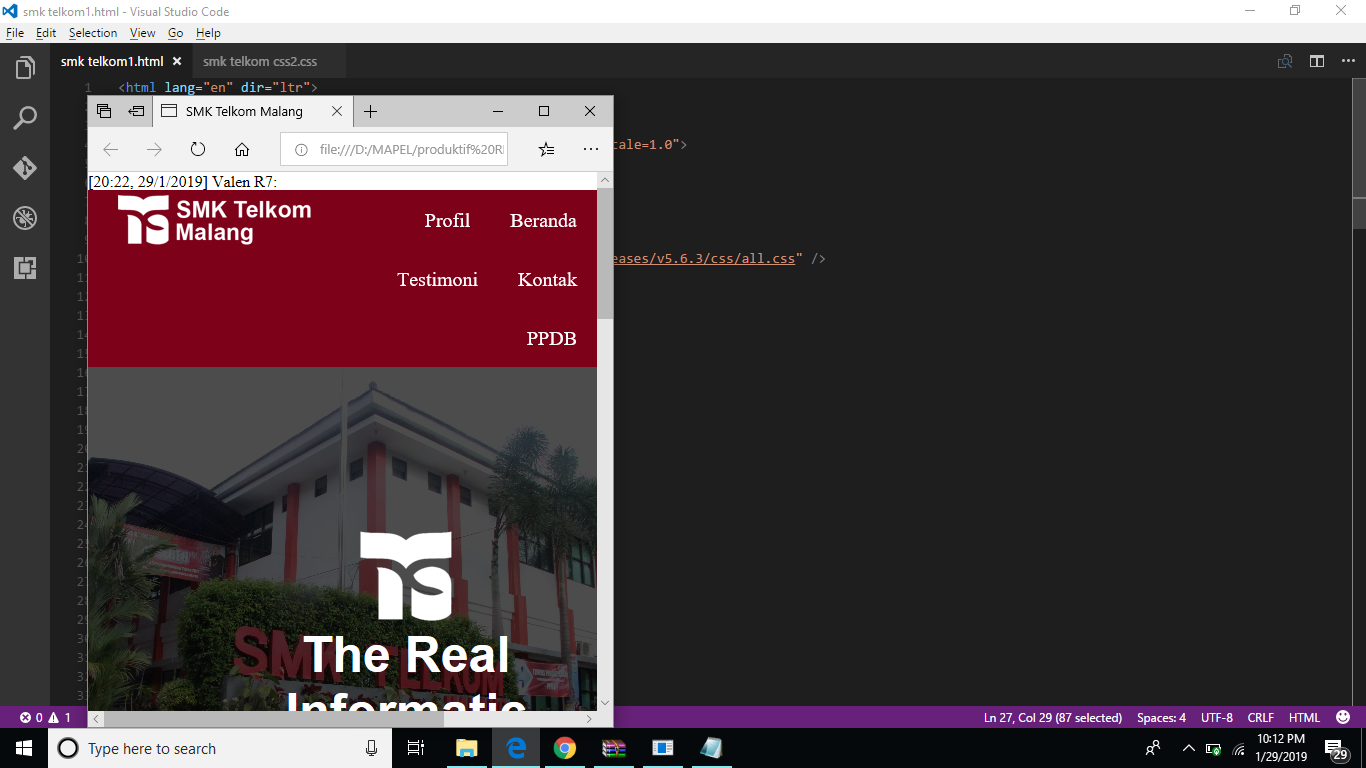 smk telkom1.html - Visual Studio Code
File Edit Selection View Go Help
smk telkom1.html smk telkom css2.css
1 <html lang="en" dir="ltr">
SMK Telkom Malang
cale=1.0">
file:///D:/MAPEL/produktif%20R
[20:22, 29/1/2019] Valen R7:
SMK Telkom
Malang
Profil Beranda
eases/v5.6.3/css/all.css" />
Testimoni Kontak
PPDB
SMK TELKOM
The Real
Informatic
0 1
Ln 27, Col 29 (87 selected) Spaces: 4 UTF-8 CRLF HTML
Type here to search
10:12 PM
1/29/2019
29